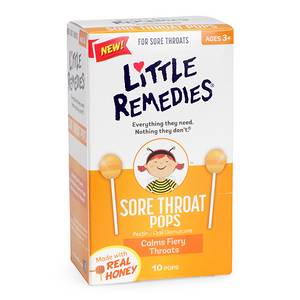 NEW!
FOR SORE THROATS
AGES 3+
LiTTLE
REMEDIES®
Everything they need.
Nothing they don't.®
SORE THROAT
POPS
Calms Fiery
Throats
Made with
REAL
HONEY
10 POPS